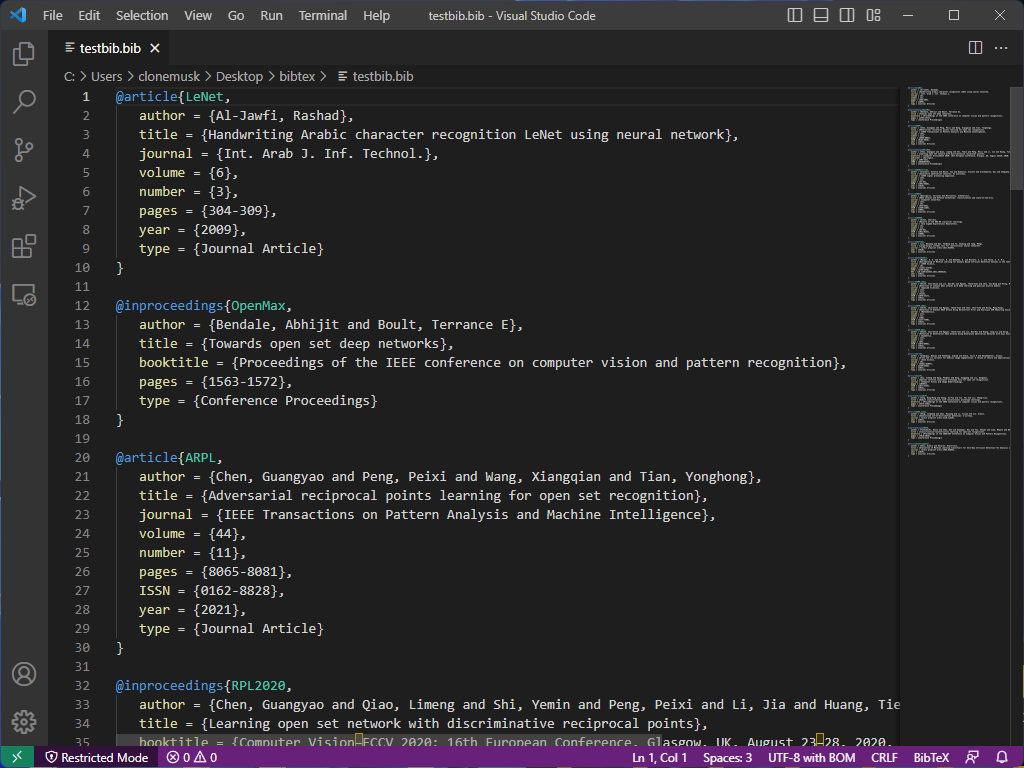 File Edit Selection View Go Run Terminal Help testbib.bib - Visual Studio Code
testbib.bib
C: > Users > clonemusk > Desktop > bibtex > testbib.bib
1 @article{LeNet,
2 author = {Al-Jawfi, Rashad},
3 title = {Handwriting Arabic character recognition LeNet using neural network},
4 journal = {Int. Arab J. Inf. Technol.},
5 volume = {6},
6 number = {3},
7 pages = {304-309},
8 year = {2009},
9 type = {Journal Article}
10 }
11
12 @inproceedings{OpenMax,
13 author = {Bendale, Abhijit and Boult, Terrance E},
14 title = {Towards open set deep networks},
15 booktitle = {Proceedings of the IEEE conference on computer vision and pattern recognition},
16 pages = {1563-1572},
17 type = {Conference Proceedings}
18 }
19
20 @article{ARPL,
21 author = {Chen, Guangyao and Peng, Peixi and Wang, Xiangqian and Tian, Yonghong},
22 title = {Adversarial reciprocal points learning for open set recognition},
23 journal = {IEEE Transactions on Pattern Analysis and Machine Intelligence},
24 volume = {44},
25 number = {11},
26 pages = {8065-8081},
27 ISSN = {0162-8828},
28 year = {2021},
29 type = {Journal Article}
30 }
31
32 @inproceedings{RPL2020,
33 author = {Chen, Guangyao and Qiao, Limeng and Shi, Yemin and Peng, Peixi and Li, Jia and Huang, Tie
34 title = {Learning open set network with discriminative reciprocal points},
35 booktitle = {Computer Vision–ECCV 2020: 16th European Conference, Glasgow, UK, August 23–28, 2020,
Restricted Mode 0 0 Ln 1, Col 1 Spaces: 3 UTF-8 with BOM CRLF BibTeX